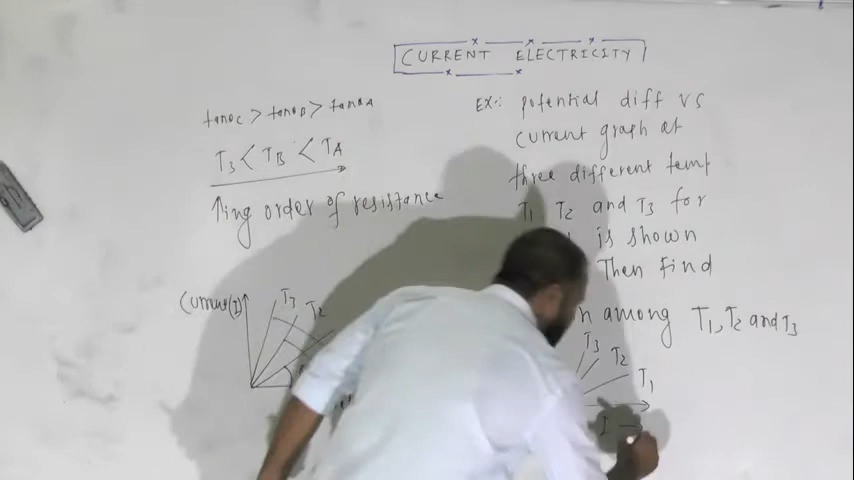 CURRENT ELECTRICITY
tanθC > tanθB > tanθA
T3 < TB < TA
↑ing order of resistance
Current(I)
T3
T2
EX:- potential diff vs
current graph at
three different temp
T1 T2 and T3 for
is shown
Then find
among T1, T2 and T3
T3
T2
T1
I →